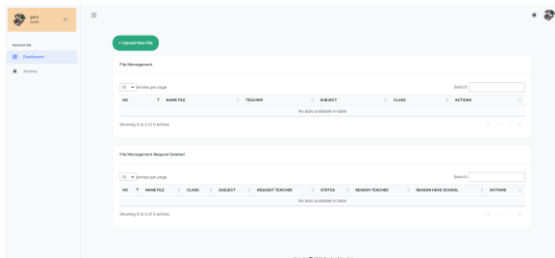 guru
NAVIGATION
Dashboard
Archive
+ Upload New File
File Management
10 entries per page
Search:
NO NAME FILE TEACHER SUBJECT CLASS ACTIONS
No data available in table
Showing 0 to 0 of 0 entries
File Management Request Deleted
10 entries per page
Search:
NO NAME FILE CLASS SUBJECT REQUEST TEACHER STATUS REASON TEACHER REASON HEAD SCHOOL ACTIONS
No data available in table
Showing 0 to 0 of 0 entries